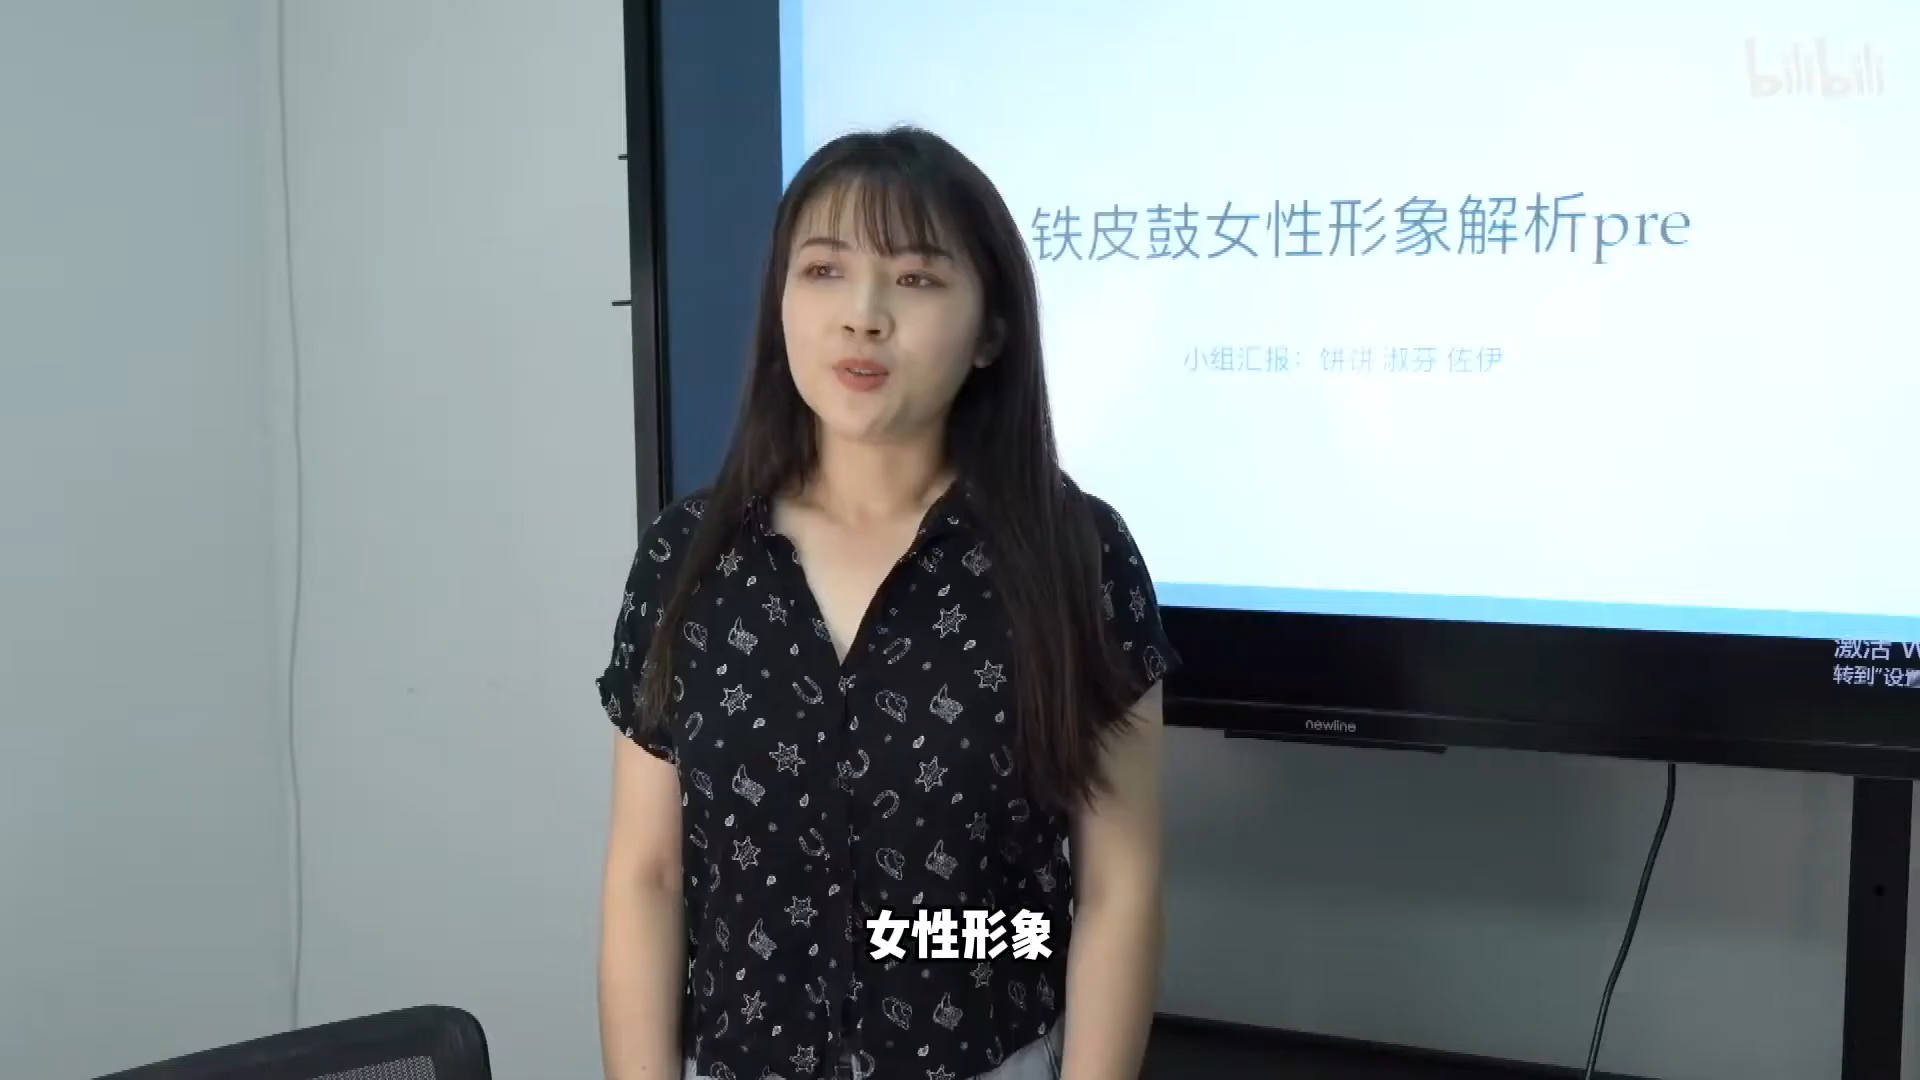 bilibili
铁皮鼓女性形象解析pre
小组汇报：饼饼 淑芬 佐伊
激活 W
转到"设置
newline
女性形象